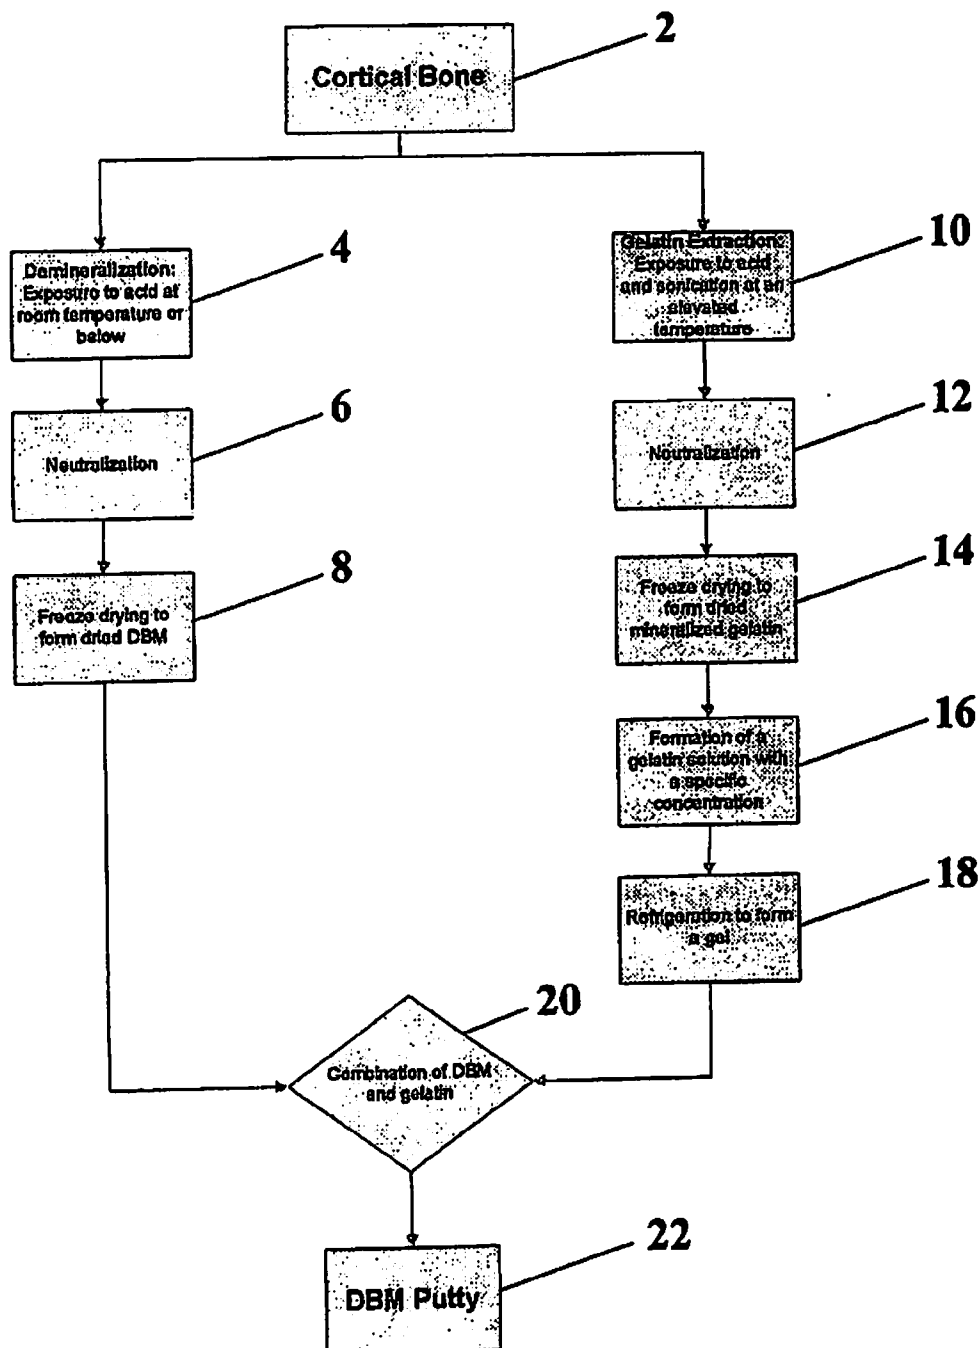 2
Cortical Bone
4
Demineralization:
Exposure to acid at
room temperature or
below
10
Gelatin Extraction:
Exposure to acid
and sonication at an
elevated
temperature
6
Neutralization
12
Neutralization
8
Freeze drying to
form dried DBM
14
Freeze drying to
form dried
mineralized gelatin
16
Formation of a
gelatin solution with
a specific
concentration
18
Refrigeration to form
a gel
20
Combination of DBM
and gelatin
22
DBM Putty